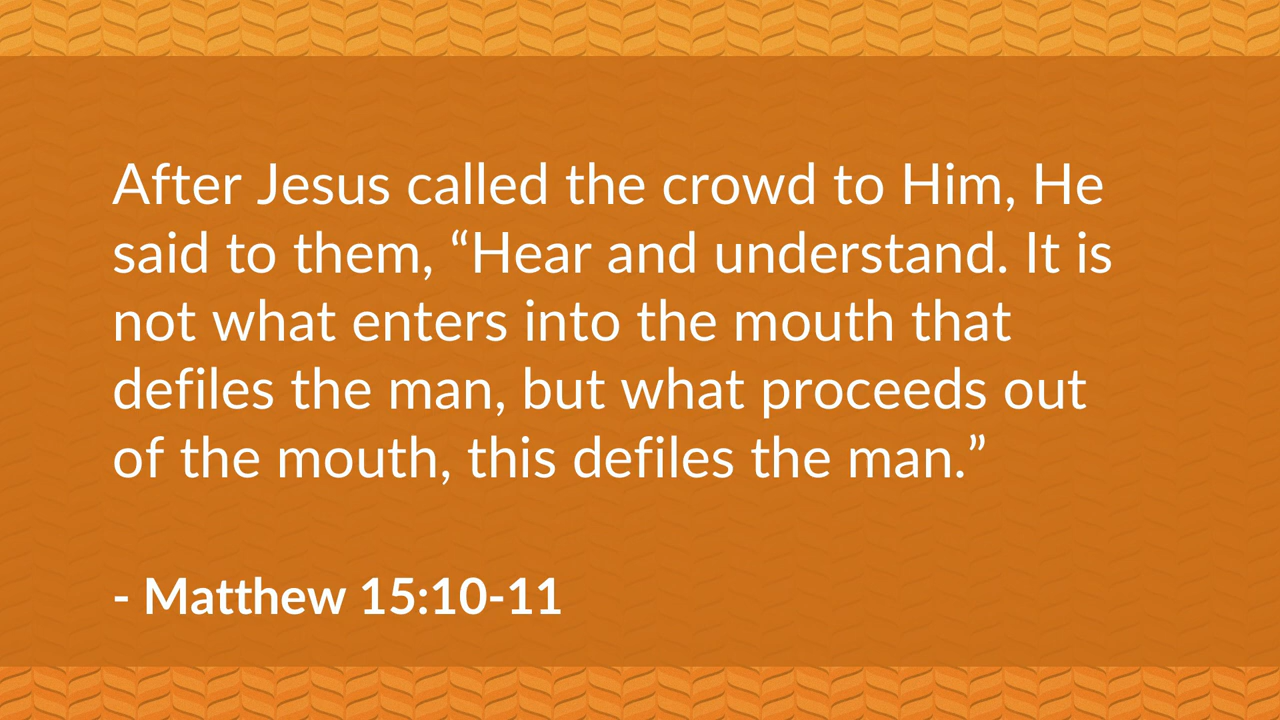 After Jesus called the crowd to Him, He
said to them, “Hear and understand. It is
not what enters into the mouth that
defiles the man, but what proceeds out
of the mouth, this defiles the man.”
- Matthew 15:10-11